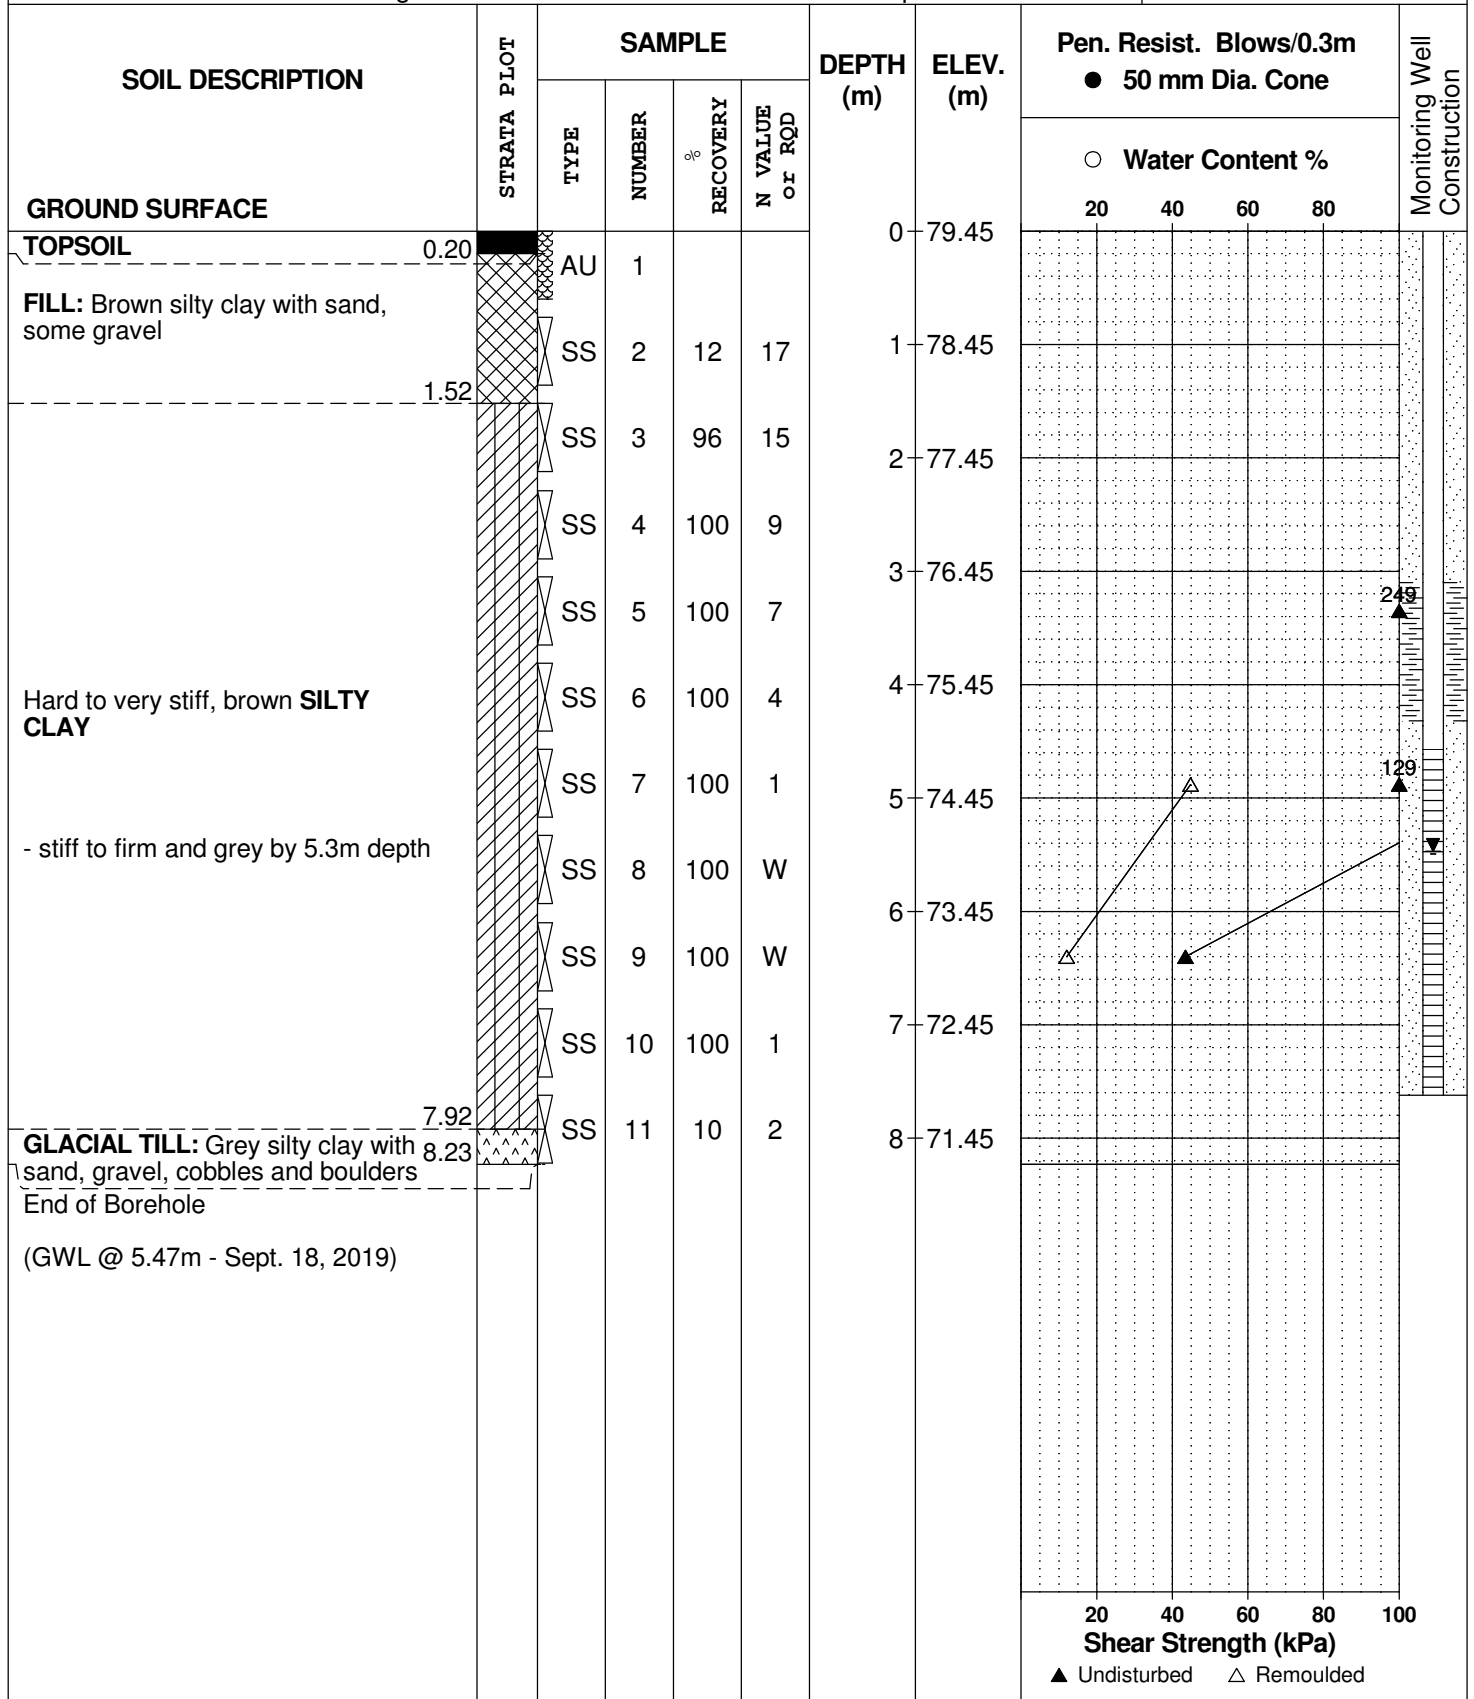 SOIL DESCRIPTION
GROUND SURFACE
STRATA PLOT
SAMPLE
TYPE
NUMBER
% RECOVERY
N VALUE or RQD
DEPTH (m)
ELEV. (m)
Pen. Resist. Blows/0.3m
● 50 mm Dia. Cone
○ Water Content %
20 40 60 80
Monitoring Well Construction
0 79.45
TOPSOIL 0.20
AU 1
FILL: Brown silty clay with sand,
some gravel
SS 2 12 17
1 78.45
1.52
SS 3 96 15
2 77.45
SS 4 100 9
3 76.45
249
SS 5 100 7
4 75.45
Hard to very stiff, brown SILTY
CLAY
SS 6 100 4
129
SS 7 100 1
5 74.45
- stiff to firm and grey by 5.3m depth
SS 8 100 W
6 73.45
SS 9 100 W
7 72.45
SS 10 100 1
7.92
SS 11 10 2
8 71.45
GLACIAL TILL: Grey silty clay with 8.23
sand, gravel, cobbles and boulders
End of Borehole
(GWL @ 5.47m - Sept. 18, 2019)
20 40 60 80 100
Shear Strength (kPa)
▲ Undisturbed △ Remoulded